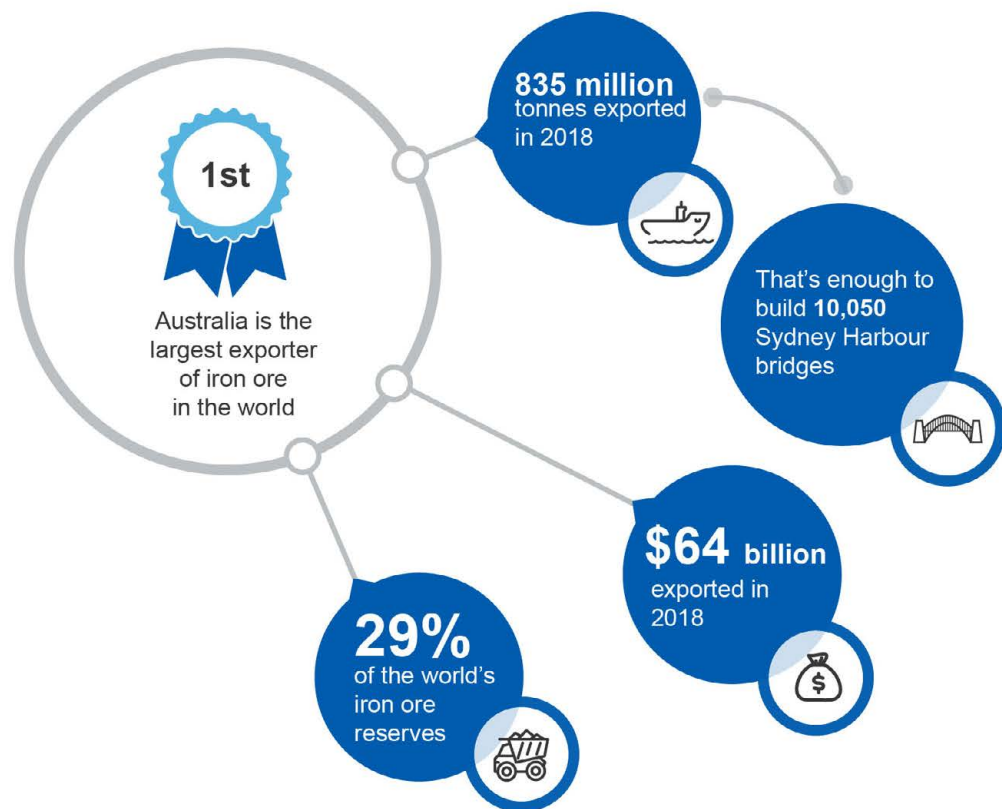 1st
Australia is the
largest exporter
of iron ore
in the world
835 million
tonnes exported
in 2018
That's enough to
build 10,050
Sydney Harbour
bridges
$64 billion
exported in
2018
$
29%
of the world's
iron ore
reserves